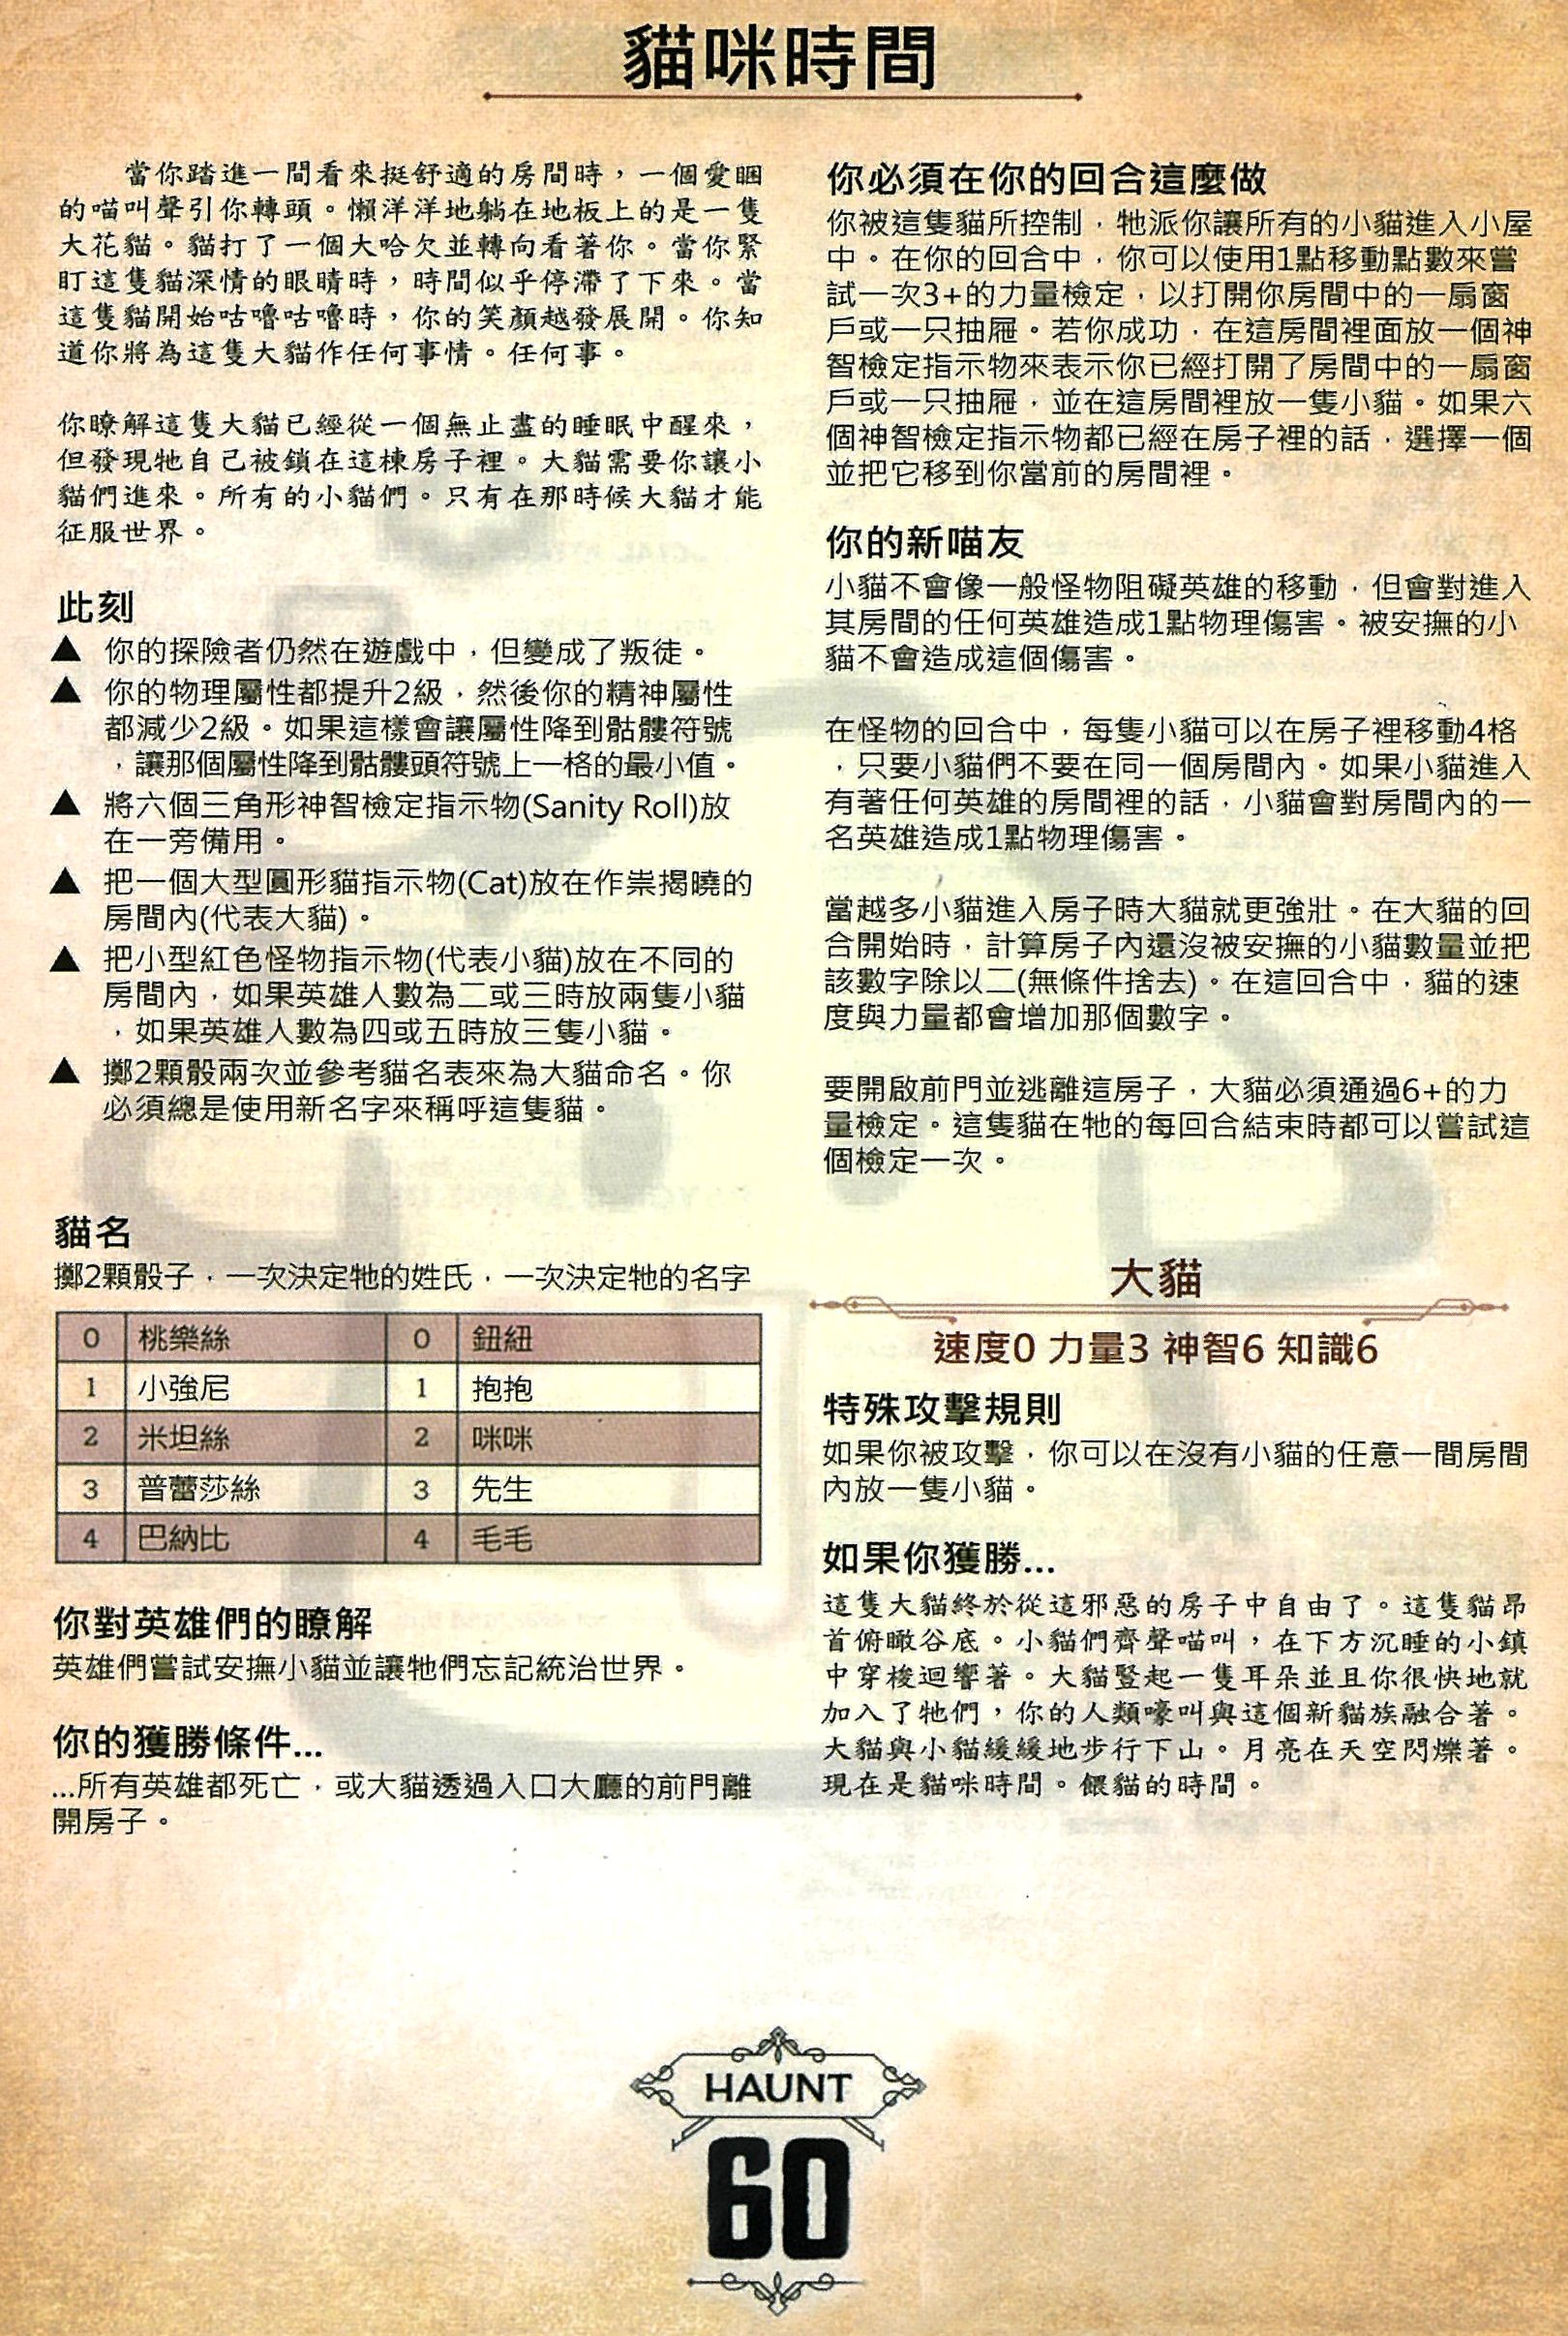 貓咪時間
當你踏進一間看來挺舒適的房間時，一個愛睏
的喵叫聲引你轉頭。懶洋洋地躺在地板上的是一隻
大花貓。貓打了一個大哈欠並轉向看著你。當你緊
盯這隻貓深情的眼睛時，時間似乎停滯了下來。當
這隻貓開始咕嚕咕嚕時，你的笑顏越發展開。你知
道你將為這隻大貓作任何事情。任何事。
你瞭解這隻大貓已經從一個無止盡的睡眠中醒來，
但發現牠自己被鎖在這棟房子裡。大貓需要你讓小
貓們進來。所有的小貓們。只有在那時候大貓才能
征服世界。
此刻
▲ 你的探險者仍然在遊戲中，但變成了叛徒。
▲ 你的物理屬性都提升2級，然後你的精神屬性
都減少2級。如果這樣會讓屬性降到骷髏符號
，讓那個屬性降到骷髏頭符號上一格的最小值。
▲ 將六個三角形神智檢定指示物(Sanity Roll)放
在一旁備用。
▲ 把一個大型圓形貓指示物(Cat)放在作祟揭曉的
房間內(代表大貓)。
▲ 把小型紅色怪物指示物(代表小貓)放在不同的
房間內，如果英雄人數為二或三時放兩隻小貓
，如果英雄人數為四或五時放三隻小貓。
▲ 擲2顆骰兩次並參考貓名表來為大貓命名。你
必須總是使用新名字來稱呼這隻貓。
貓名
擲2顆骰子，一次決定牠的姓氏，一次決定牠的名字
0 桃樂絲 0 鈕紐
1 小強尼 1 抱抱
2 米坦絲 2 咪咪
3 普蕾莎絲 3 先生
4 巴納比 4 毛毛
你對英雄們的瞭解
英雄們嘗試安撫小貓並讓牠們忘記統治世界。
你的獲勝條件...
...所有英雄都死亡，或大貓透過入口大廳的前門離
開房子。
你必須在你的回合這麼做
你被這隻貓所控制，牠派你讓所有的小貓進入小屋
中。在你的回合中，你可以使用1點移動點數來嘗
試一次3+的力量檢定，以打開你房間中的一扇窗
戶或一只抽屜。若你成功，在這房間裡面放一個神
智檢定指示物來表示你已經打開了房間中的一扇窗
戶或一只抽屜，並在這房間裡放一隻小貓。如果六
個神智檢定指示物都已經在房子裡的話，選擇一個
並把它移到你當前的房間裡。
你的新喵友
小貓不會像一般怪物阻礙英雄的移動，但會對進入
其房間的任何英雄造成1點物理傷害。被安撫的小
貓不會造成這個傷害。
在怪物的回合中，每隻小貓可以在房子裡移動4格
，只要小貓們不要在同一個房間內。如果小貓進入
有著任何英雄的房間裡的話，小貓會對房間內的一
名英雄造成1點物理傷害。
當越多小貓進入房子時大貓就更強壯。在大貓的回
合開始時，計算房子內還沒被安撫的小貓數量並把
該數字除以二(無條件捨去)。在這回合中，貓的速
度與力量都會增加那個數字。
要開啟前門並逃離這房子，大貓必須通過6+的力
量檢定。這隻貓在牠的每回合結束時都可以嘗試這
個檢定一次。
大貓
速度0 力量3 神智6 知識6
特殊攻擊規則
如果你被攻擊，你可以在沒有小貓的任意一間房間
內放一隻小貓。
如果你獲勝...
這隻大貓終於從這邪惡的房子中自由了。這隻貓昂
首俯瞰谷底。小貓們齊聲喵叫，在下方沉睡的小鎮
中穿梭迴響著。大貓豎起一隻耳朵並且你很快地就
加入了牠們，你的人類嚎叫與這個新貓族融合著。
大貓與小貓緩緩地步行下山。月亮在天空閃爍著。
現在是貓咪時間。餵貓的時間。
HAUNT
60